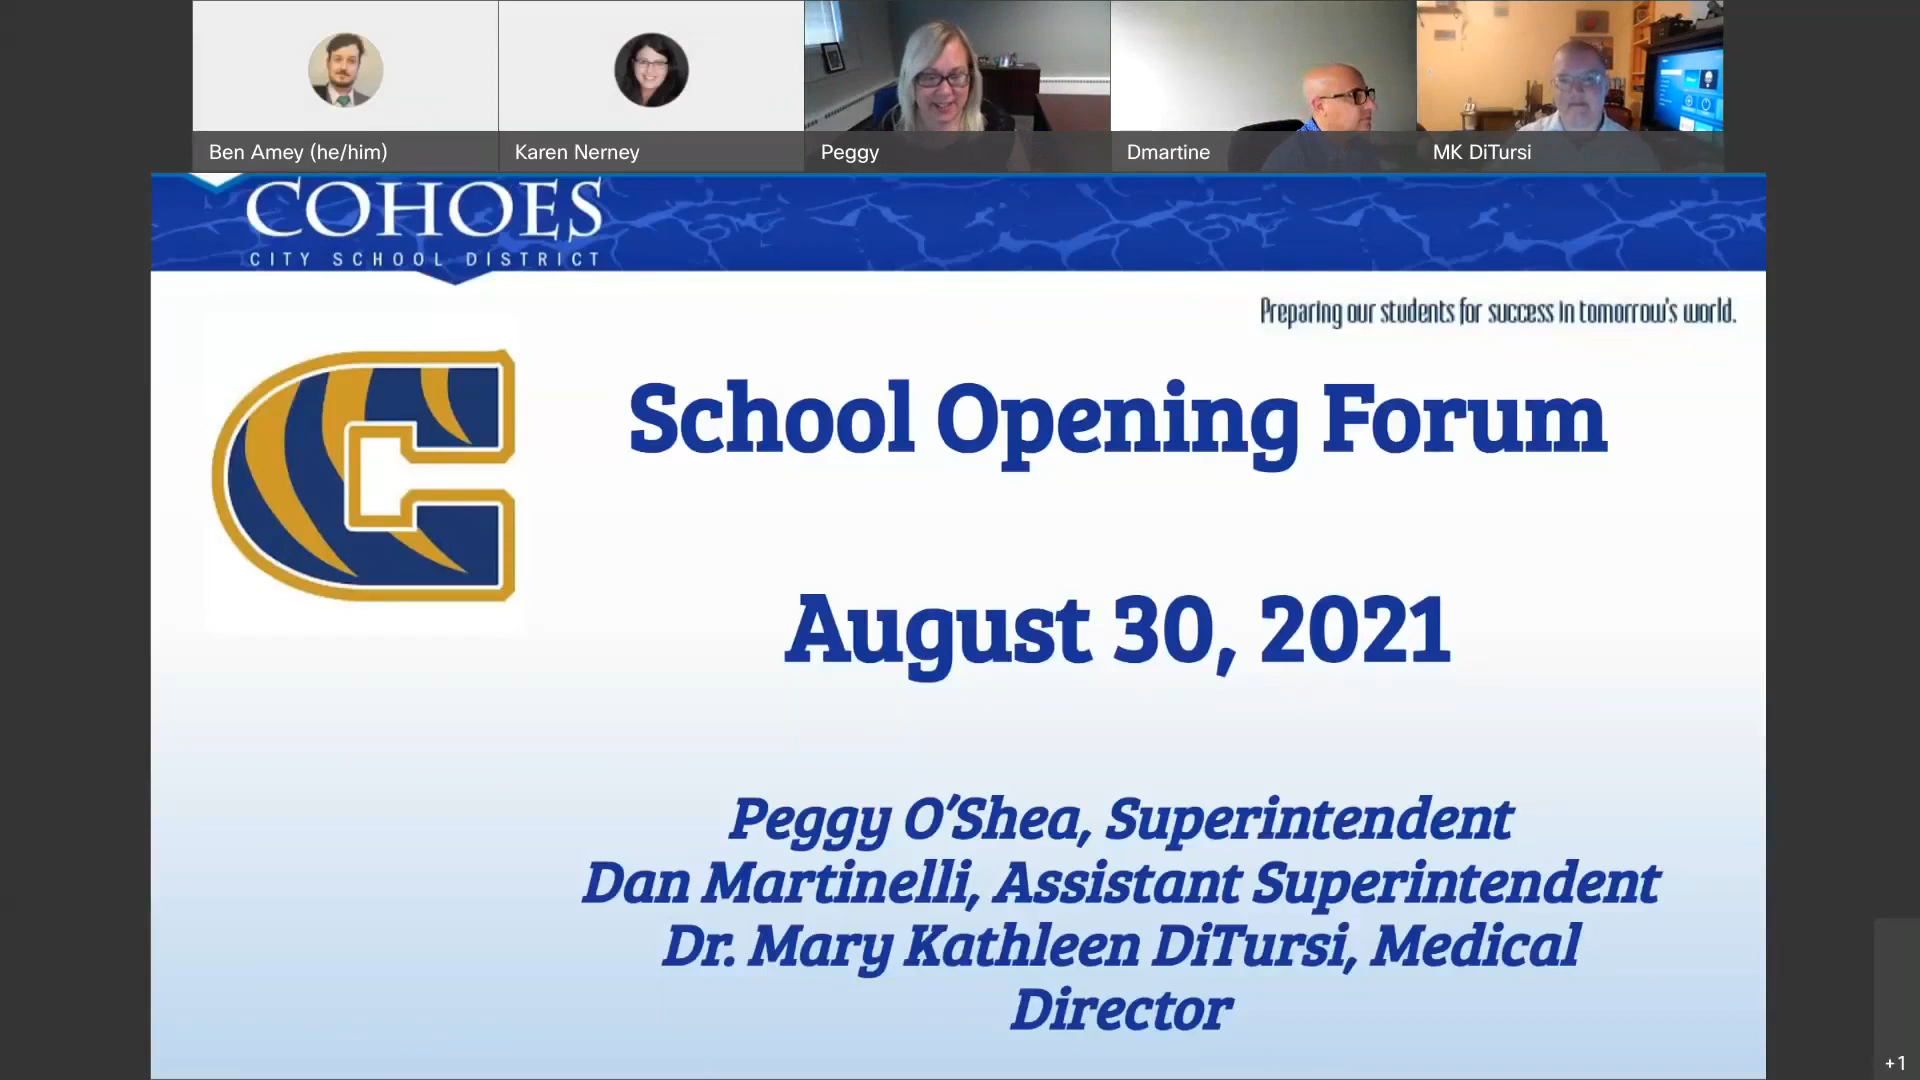 Ben Amey (he/him)
Karen Nerney
Peggy
Dmartine
MK DiTursi
COHOES
CITY SCHOOL DISTRICT
Preparing our students for success in tomorrow's world.
School Opening Forum
August 30, 2021
Peggy O'Shea, Superintendent
Dan Martinelli, Assistant Superintendent
Dr. Mary Kathleen DiTursi, Medical
Director
+1